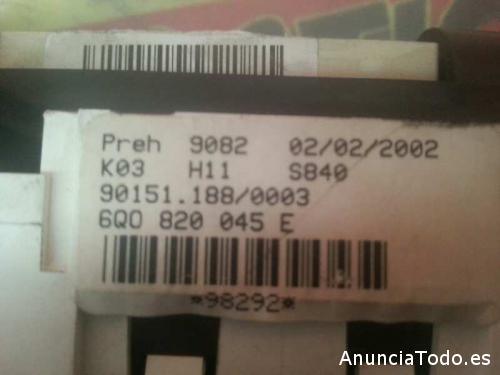 Preh 9082 02/02/2002
K03 H11 S840
90151.188/0003
6Q0 820 045 E
*98292*
AnunciaTodo.es